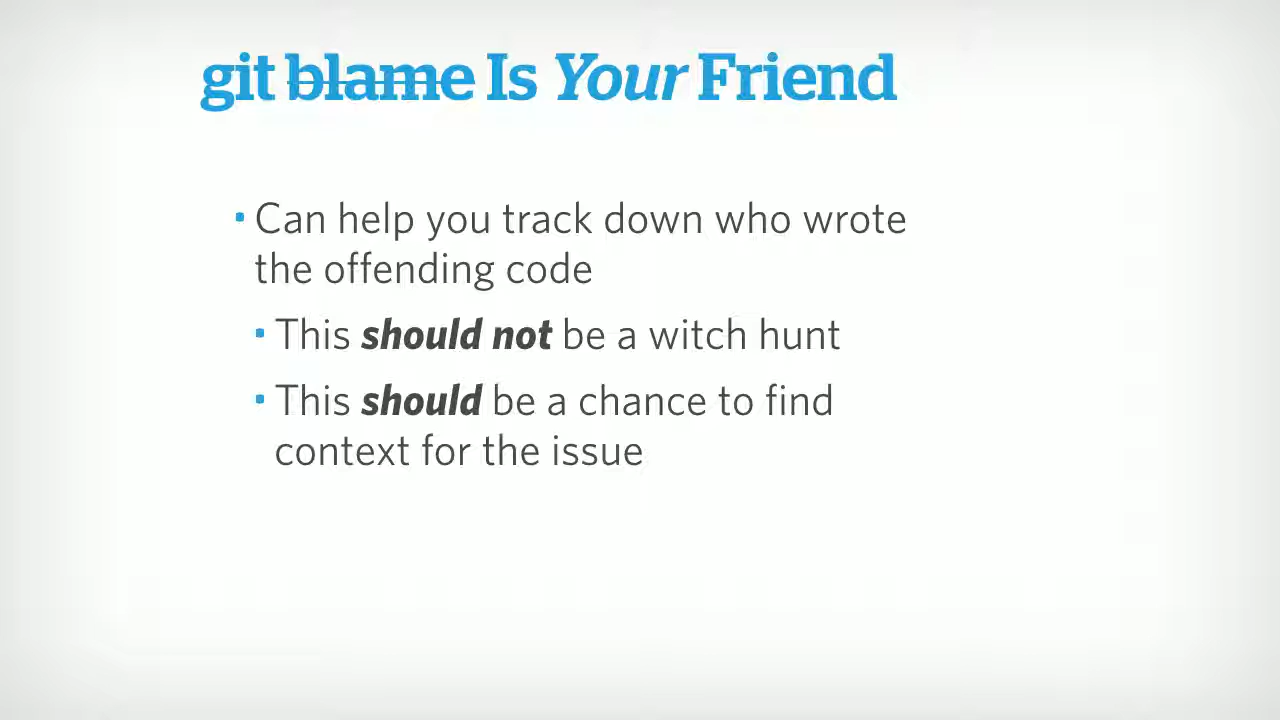 git blame Is Your Friend
Can help you track down who wrote
the offending code
This should not be a witch hunt
This should be a chance to find
context for the issue